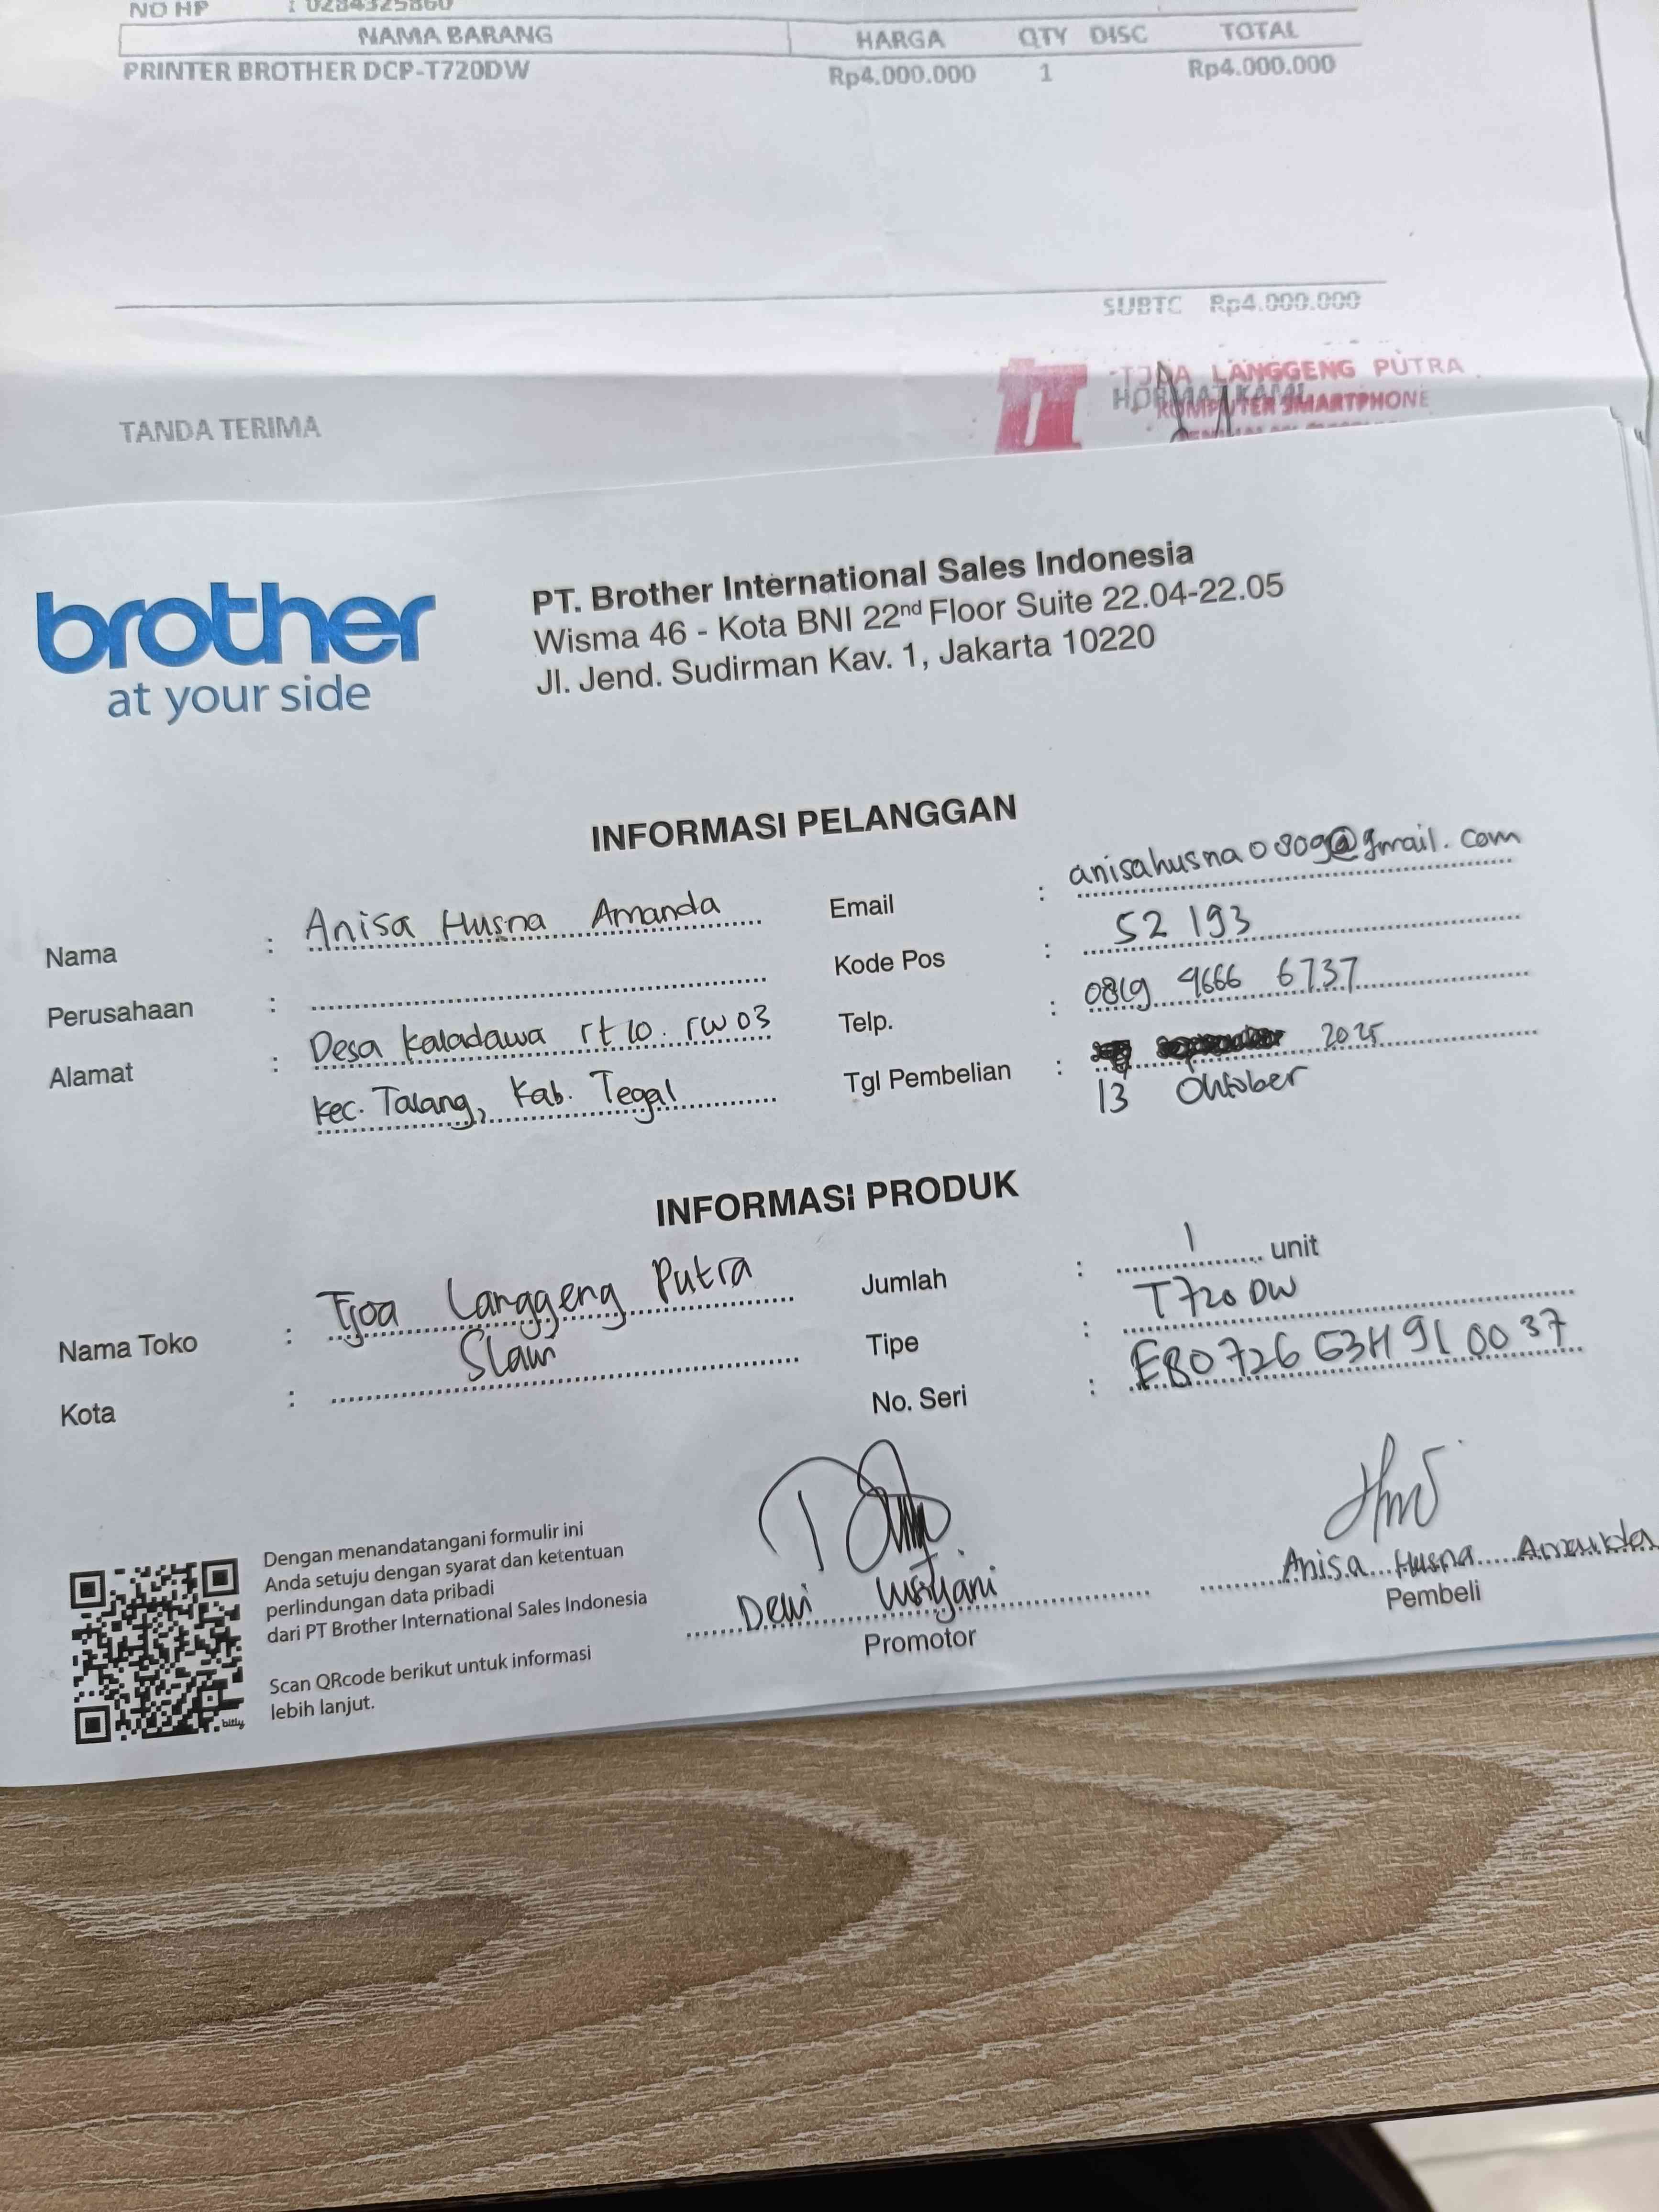 NO HP : 0284325860
NAMA BARANG HARGA QTY DISC TOTAL
PRINTER BROTHER DCP-T720DW Rp4.000.000 1 Rp4.000.000
SUBTC Rp4.000.000
TJOA LANGGENG PUTRA
HORMAT KAMI
KOMPUTER SMARTPHONE
TANDA TERIMA
brother
at your side
PT. Brother International Sales Indonesia
Wisma 46 - Kota BNI 22nd Floor Suite 22.04-22.05
Jl. Jend. Sudirman Kav. 1, Jakarta 10220
INFORMASI PELANGGAN
Nama : Anisa Husna Amanda
Perusahaan :
Alamat : Desa Kaladawa rt 10. rw 03
Kec. Talang, Kab. Tegal
Email : anisahusna0809@gmail.com
Kode Pos : 52 193
Telp. : 0819 9666 6737
Tgl Pembelian : 2025
13 Oktober
INFORMASI PRODUK
Nama Toko : Tjoa Langgeng Putra
Kota : Slawi
Jumlah : 1 unit
Tipe : T720 DW
No. Seri : E80726G3H910037
Dengan menandatangani formulir ini
Anda setuju dengan syarat dan ketentuan
perlindungan data pribadi
dari PT Brother International Sales Indonesia
Scan QRcode berikut untuk informasi
lebih lanjut.
bitly
Dewi
Promotor
Anisa Husna Amanda
Pembeli